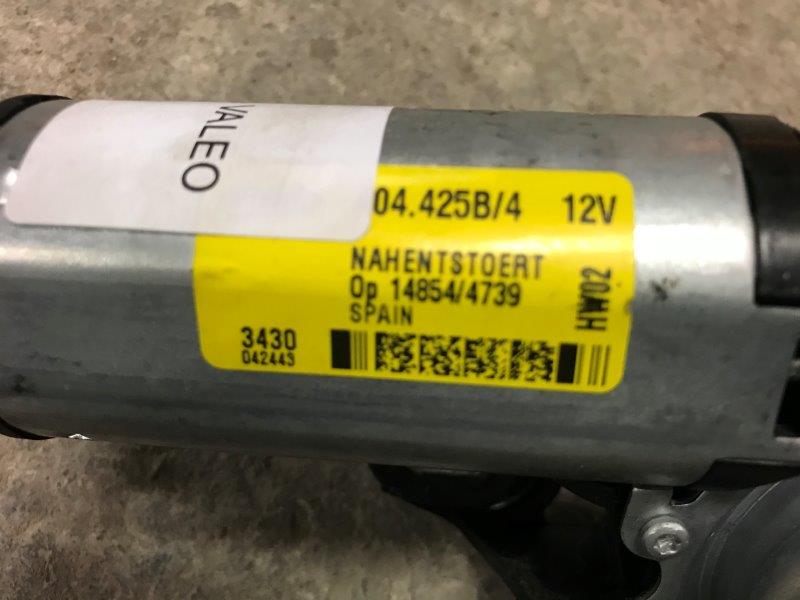 VALEO
04.425B/4 12V
NAHENTSTOERT
Op 14854/4739
SPAIN
HW02
3430
042443